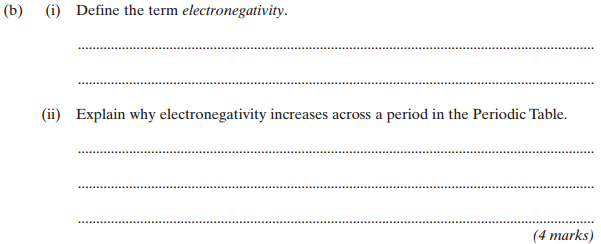 (b) (i) Define the term electronegativity.
(ii) Explain why electronegativity increases across a period in the Periodic Table.
(4 marks)